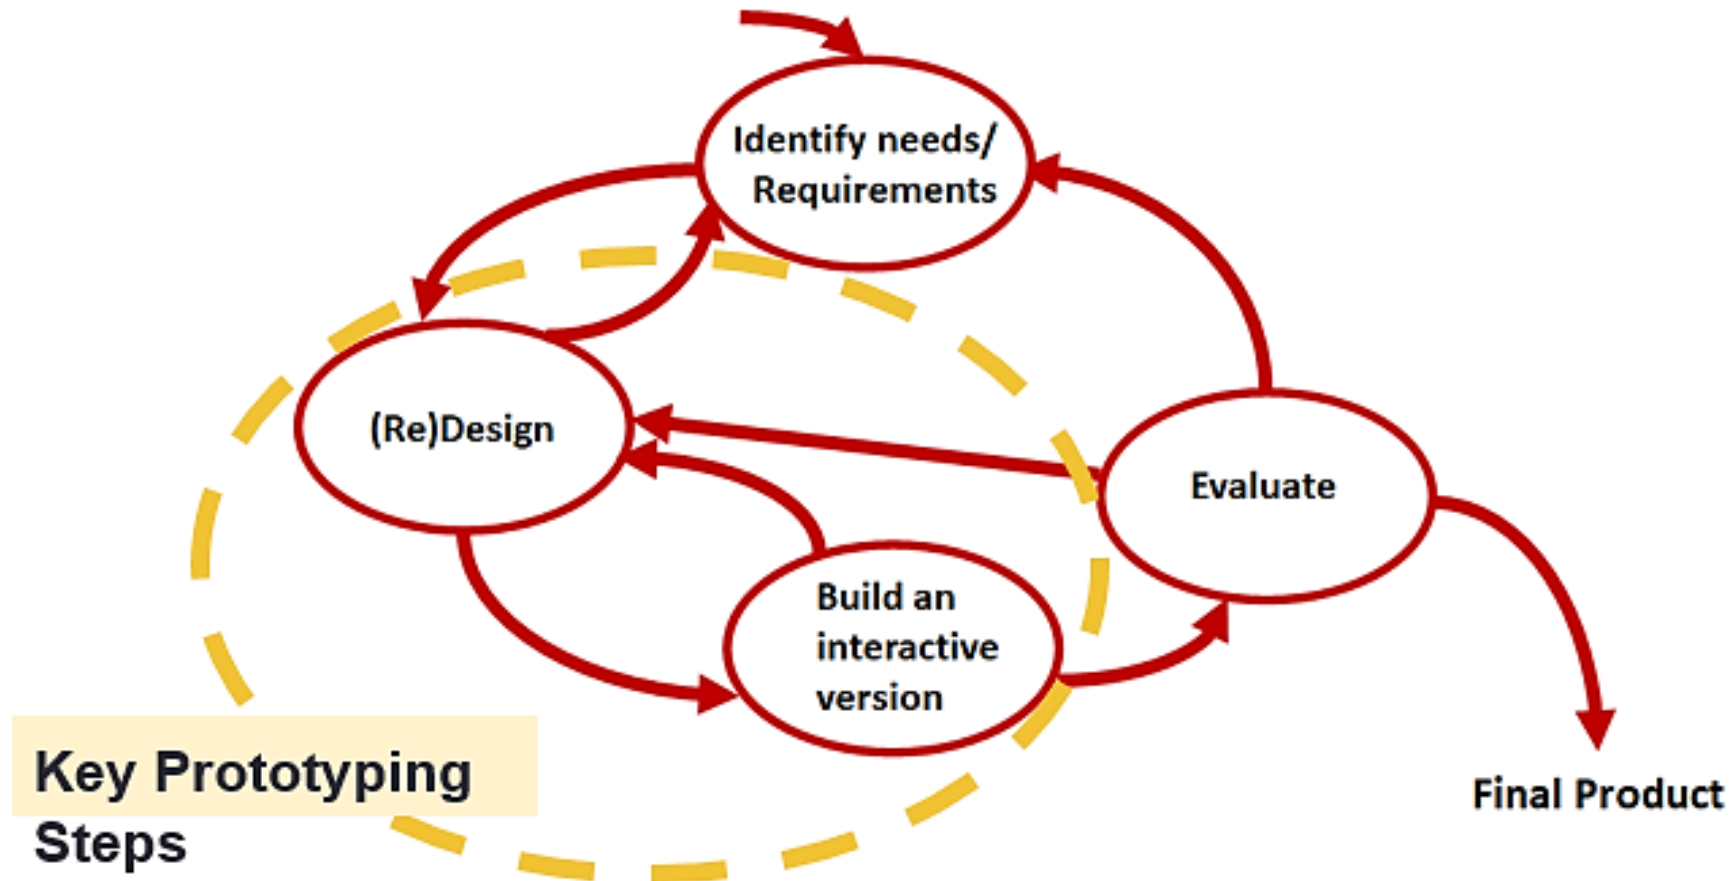 Identify needs/
Requirements
(Re)Design
Evaluate
Build an
interactive
version
Key Prototyping
Steps
Final Product